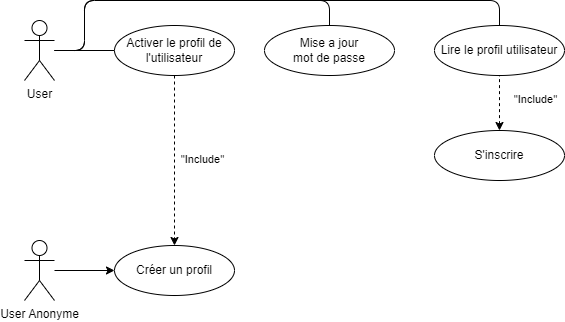 Activer le profil de
l'utilisateur
Mise a jour
mot de passe
Lire le profil utilisateur
User
"Include"
S'inscrire
"Include"
Créer un profil
User Anonyme